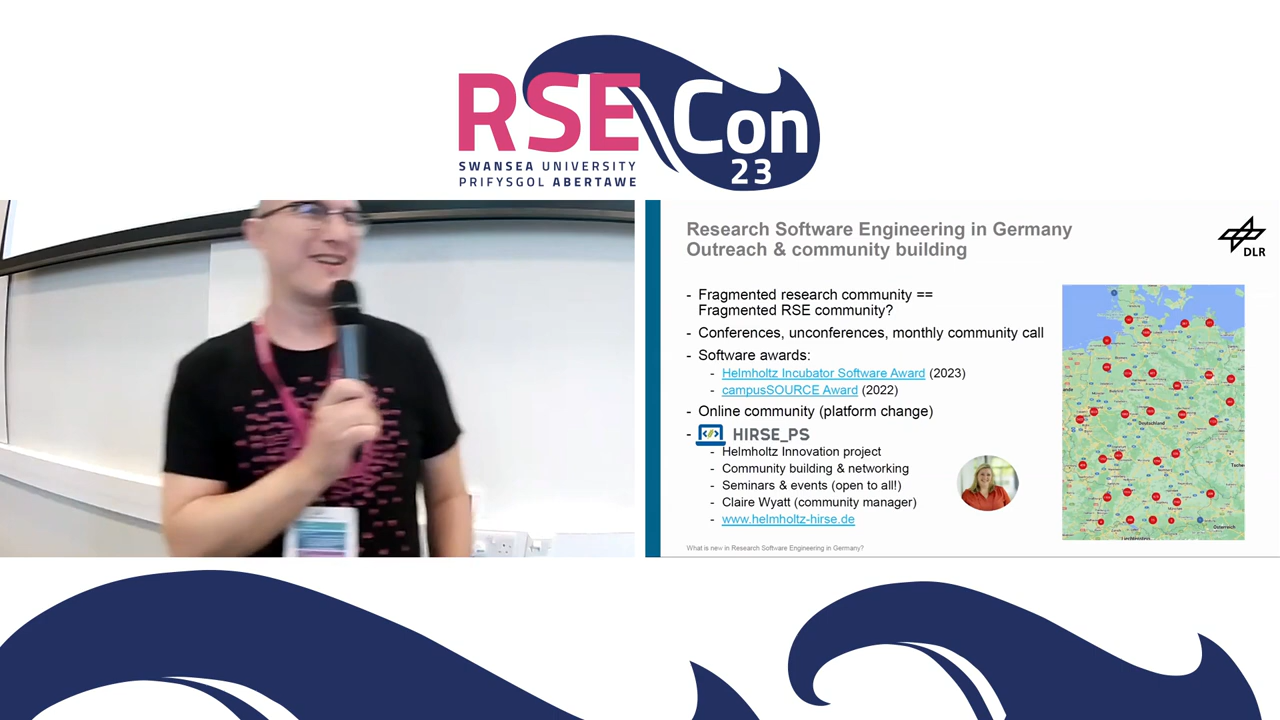 RSE Con
23
SWANSEA UNIVERSITY
PRIFYSGOL ABERTAWE
Research Software Engineering in Germany
Outreach & community building
DLR
- Fragmented research community ==
Fragmented RSE community?
- Conferences, unconferences, monthly community call
- Software awards:
- Helmholtz Incubator Software Award (2023)
- campusSOURCE Award (2022)
- Online community (platform change)
- HIRSE_PS
- Helmholtz Innovation project
- Community building & networking
- Seminars & events (open to all!)
- Claire Wyatt (community manager)
- www.helmholtz-hirse.de
Deutschland
Österreich
Liechtenstein
What is new in Research Software Engineering in Germany?